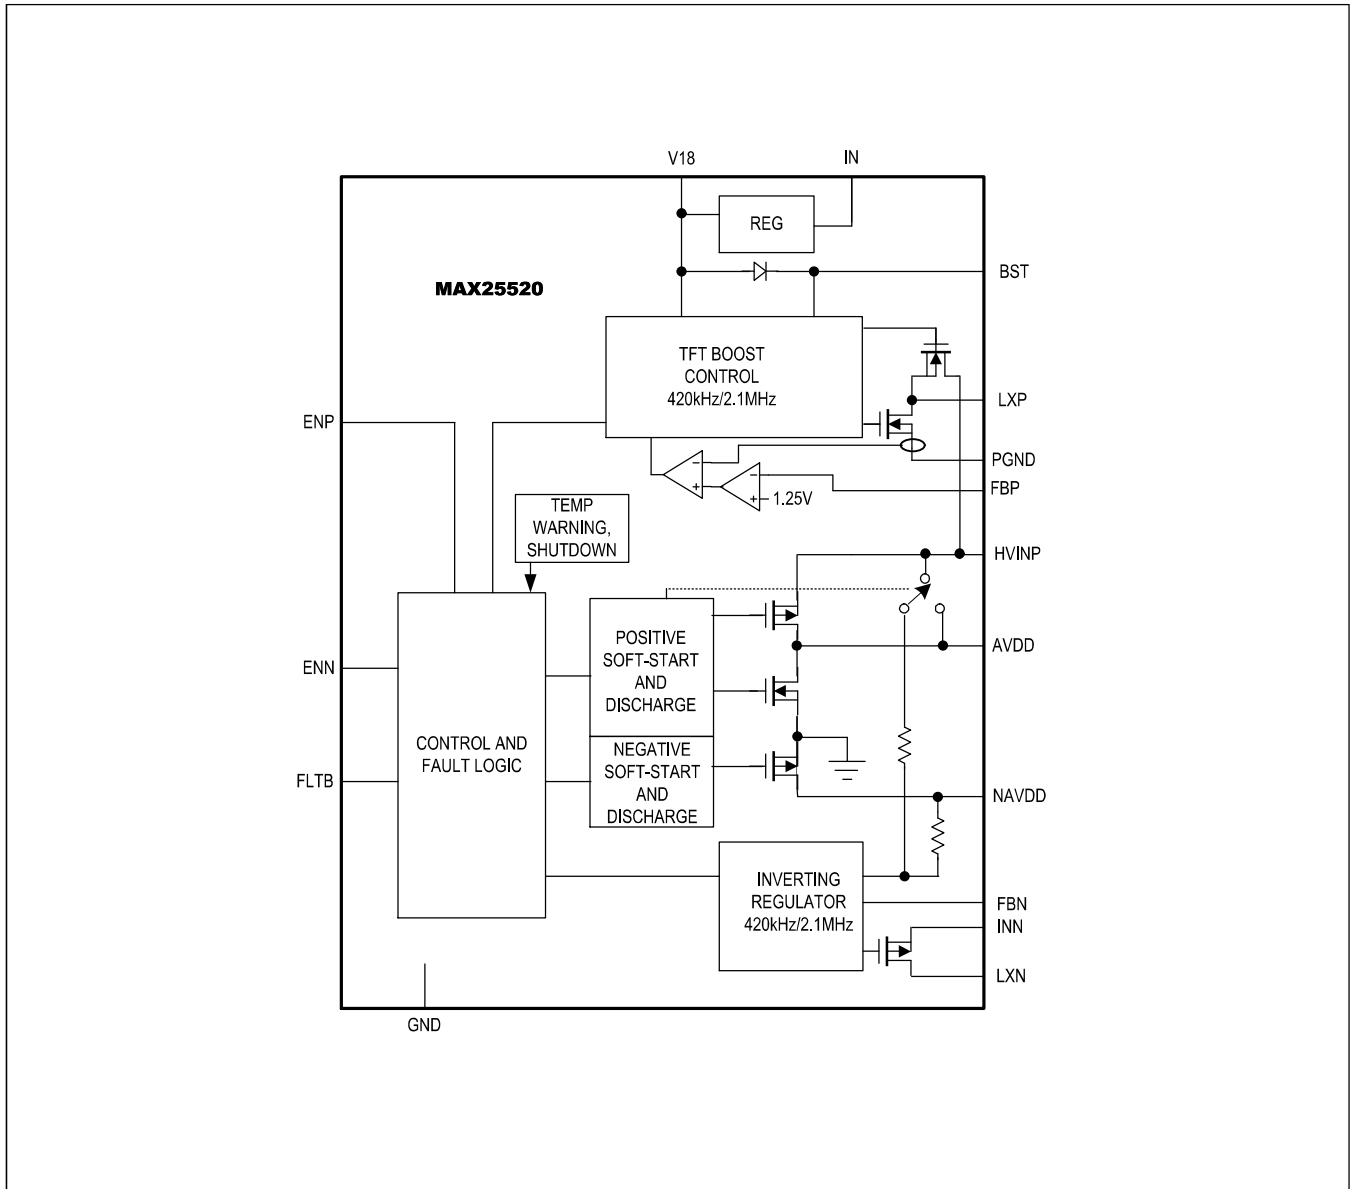 V18
IN
REG
BST
MAX25520
TFT BOOST
CONTROL
420kHz/2.1MHz
LXP
ENP
PGND
FBP
1.25V
TEMP
WARNING,
SHUTDOWN
HVINP
POSITIVE
SOFT-START
AND
DISCHARGE
AVDD
ENN
CONTROL AND
FAULT LOGIC
NEGATIVE
SOFT-START
AND
DISCHARGE
FLTB
NAVDD
INVERTING
REGULATOR
420kHz/2.1MHz
FBN
INN
LXN
GND